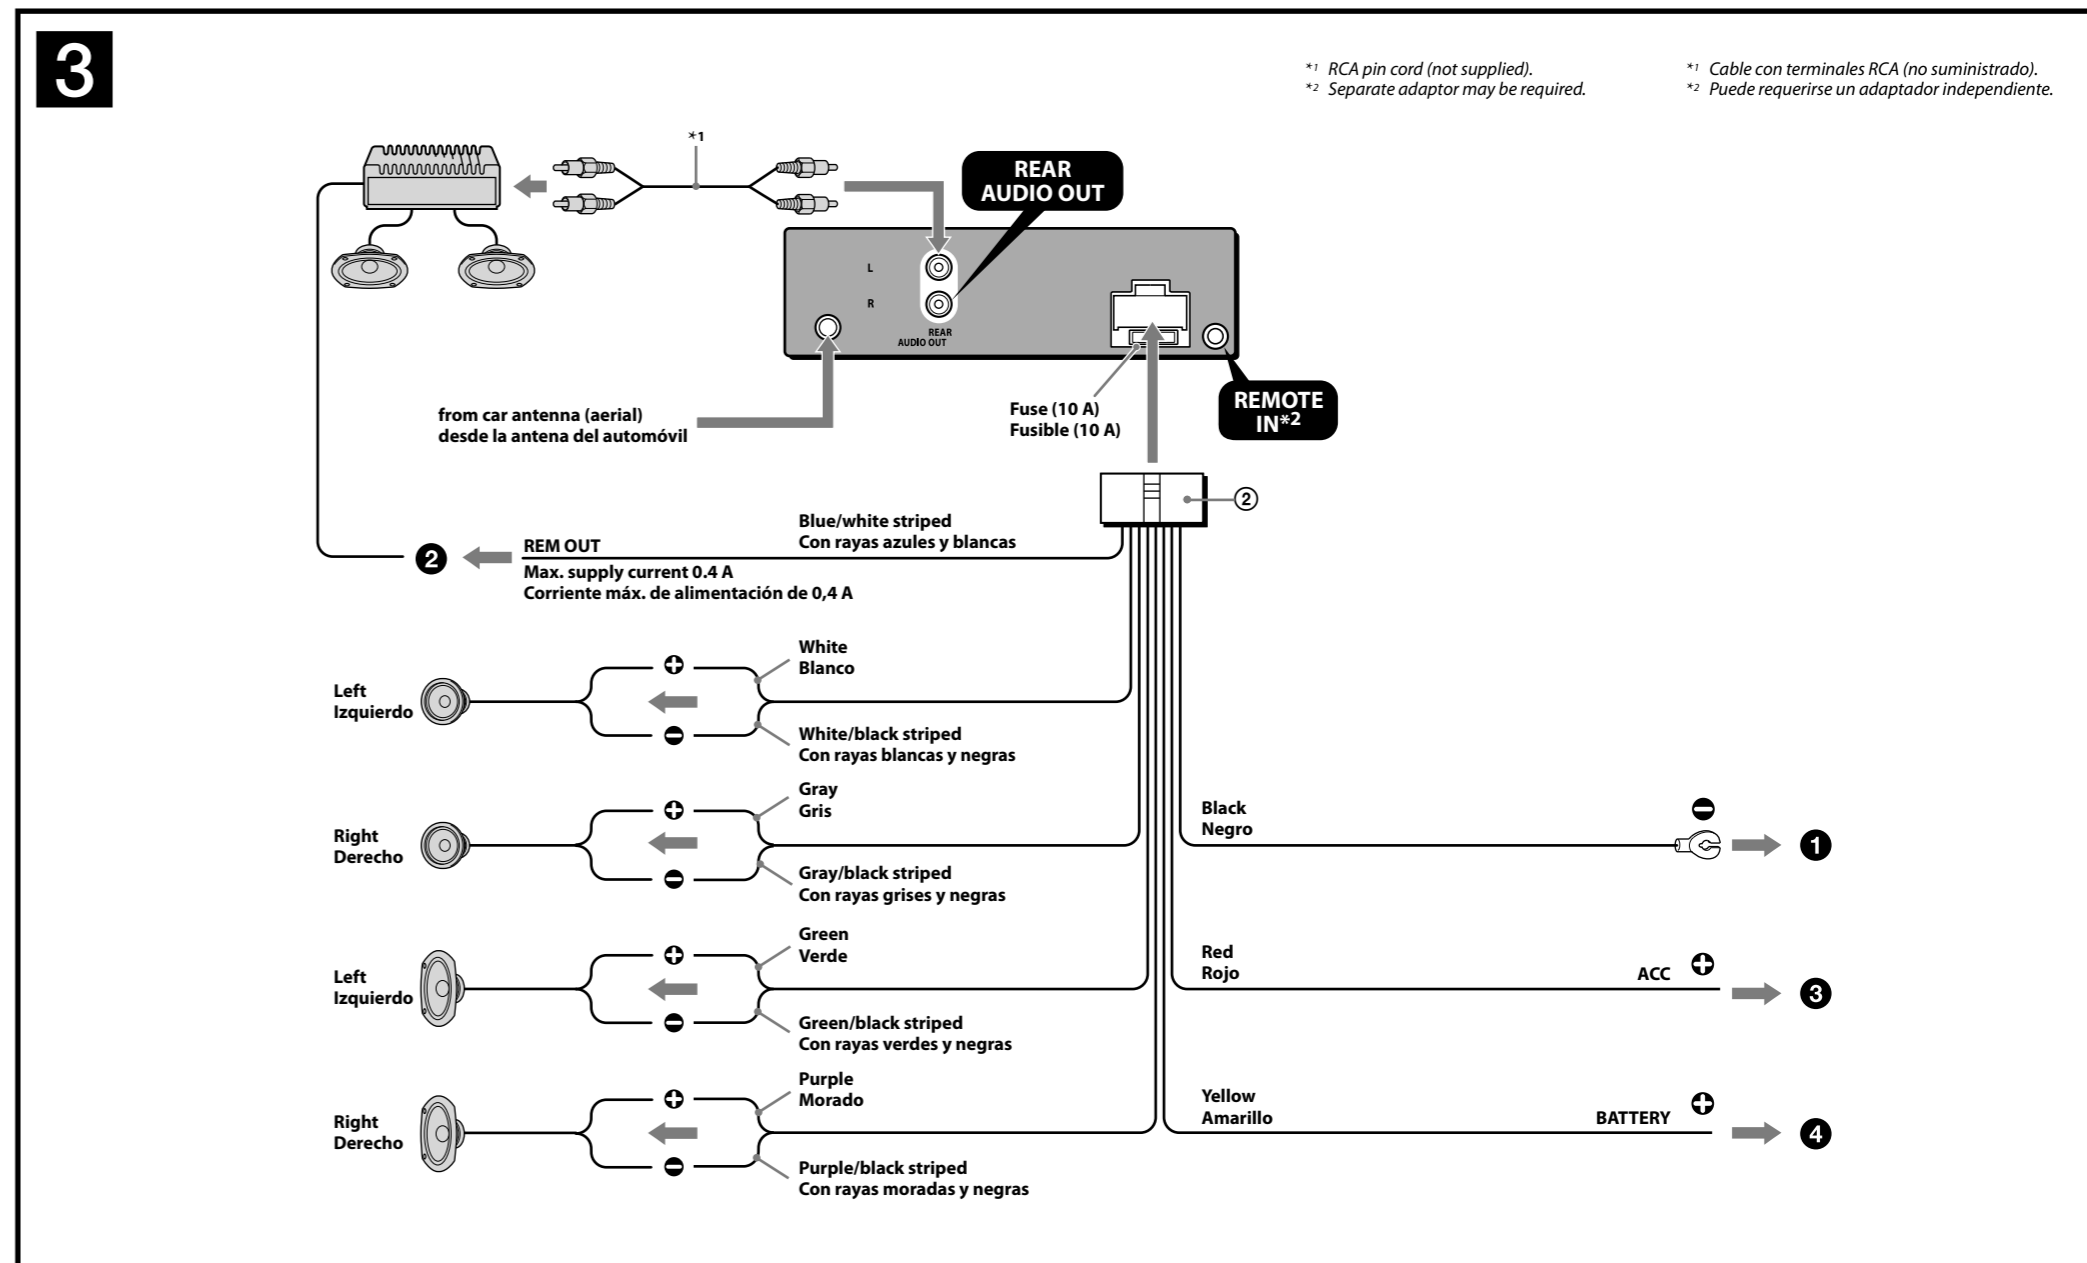 3
*1 RCA pin cord (not supplied).
*2 Separate adaptor may be required.
*1 Cable con terminales RCA (no suministrado).
*2 Puede requerirse un adaptador independiente.
*1
REAR
AUDIO OUT
L
R
REAR
AUDIO OUT
from car antenna (aerial)
desde la antena del automóvil
Fuse (10 A)
Fusible (10 A)
REMOTE
IN*2
②
Blue/white striped
Con rayas azules y blancas
❷
REM OUT
Max. supply current 0.4 A
Corriente máx. de alimentación de 0,4 A
White
Blanco
Left
Izquierdo
White/black striped
Con rayas blancas y negras
Gray
Gris
Right
Derecho
Gray/black striped
Con rayas grises y negras
Black
Negro
❶
Green
Verde
Left
Izquierdo
Green/black striped
Con rayas verdes y negras
Red
Rojo
ACC
❸
Purple
Morado
Right
Derecho
Purple/black striped
Con rayas moradas y negras
Yellow
Amarillo
BATTERY
❹